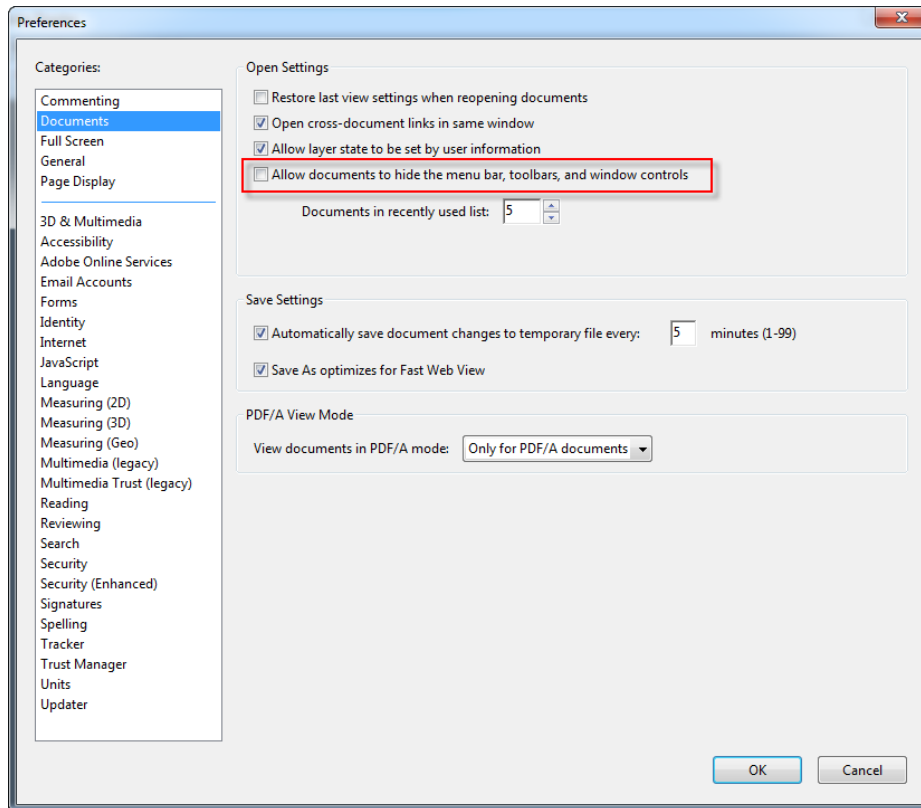 Preferences
Categories:
Commenting
Documents
Full Screen
General
Page Display
3D & Multimedia
Accessibility
Adobe Online Services
Email Accounts
Forms
Identity
Internet
JavaScript
Language
Measuring (2D)
Measuring (3D)
Measuring (Geo)
Multimedia (legacy)
Multimedia Trust (legacy)
Reading
Reviewing
Search
Security
Security (Enhanced)
Signatures
Spelling
Tracker
Trust Manager
Units
Updater
Open Settings
Restore last view settings when reopening documents
Open cross-document links in same window
Allow layer state to be set by user information
Allow documents to hide the menu bar, toolbars, and window controls
Documents in recently used list: 5
Save Settings
Automatically save document changes to temporary file every: 5 minutes (1-99)
Save As optimizes for Fast Web View
PDF/A View Mode
View documents in PDF/A mode: Only for PDF/A documents
OK Cancel